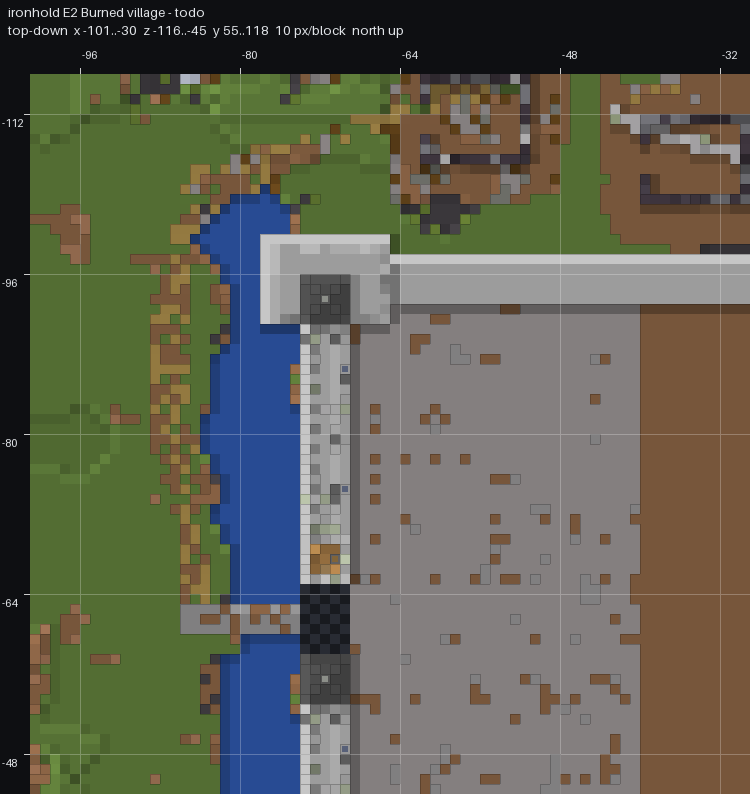 ironhold E2 Burned village - todo
top-down  x -101..-30  z -116..-45  y 55..118  10 px/block  north up
-96 -80 -64 -48 -32
-112
-96
-80
-64
-48